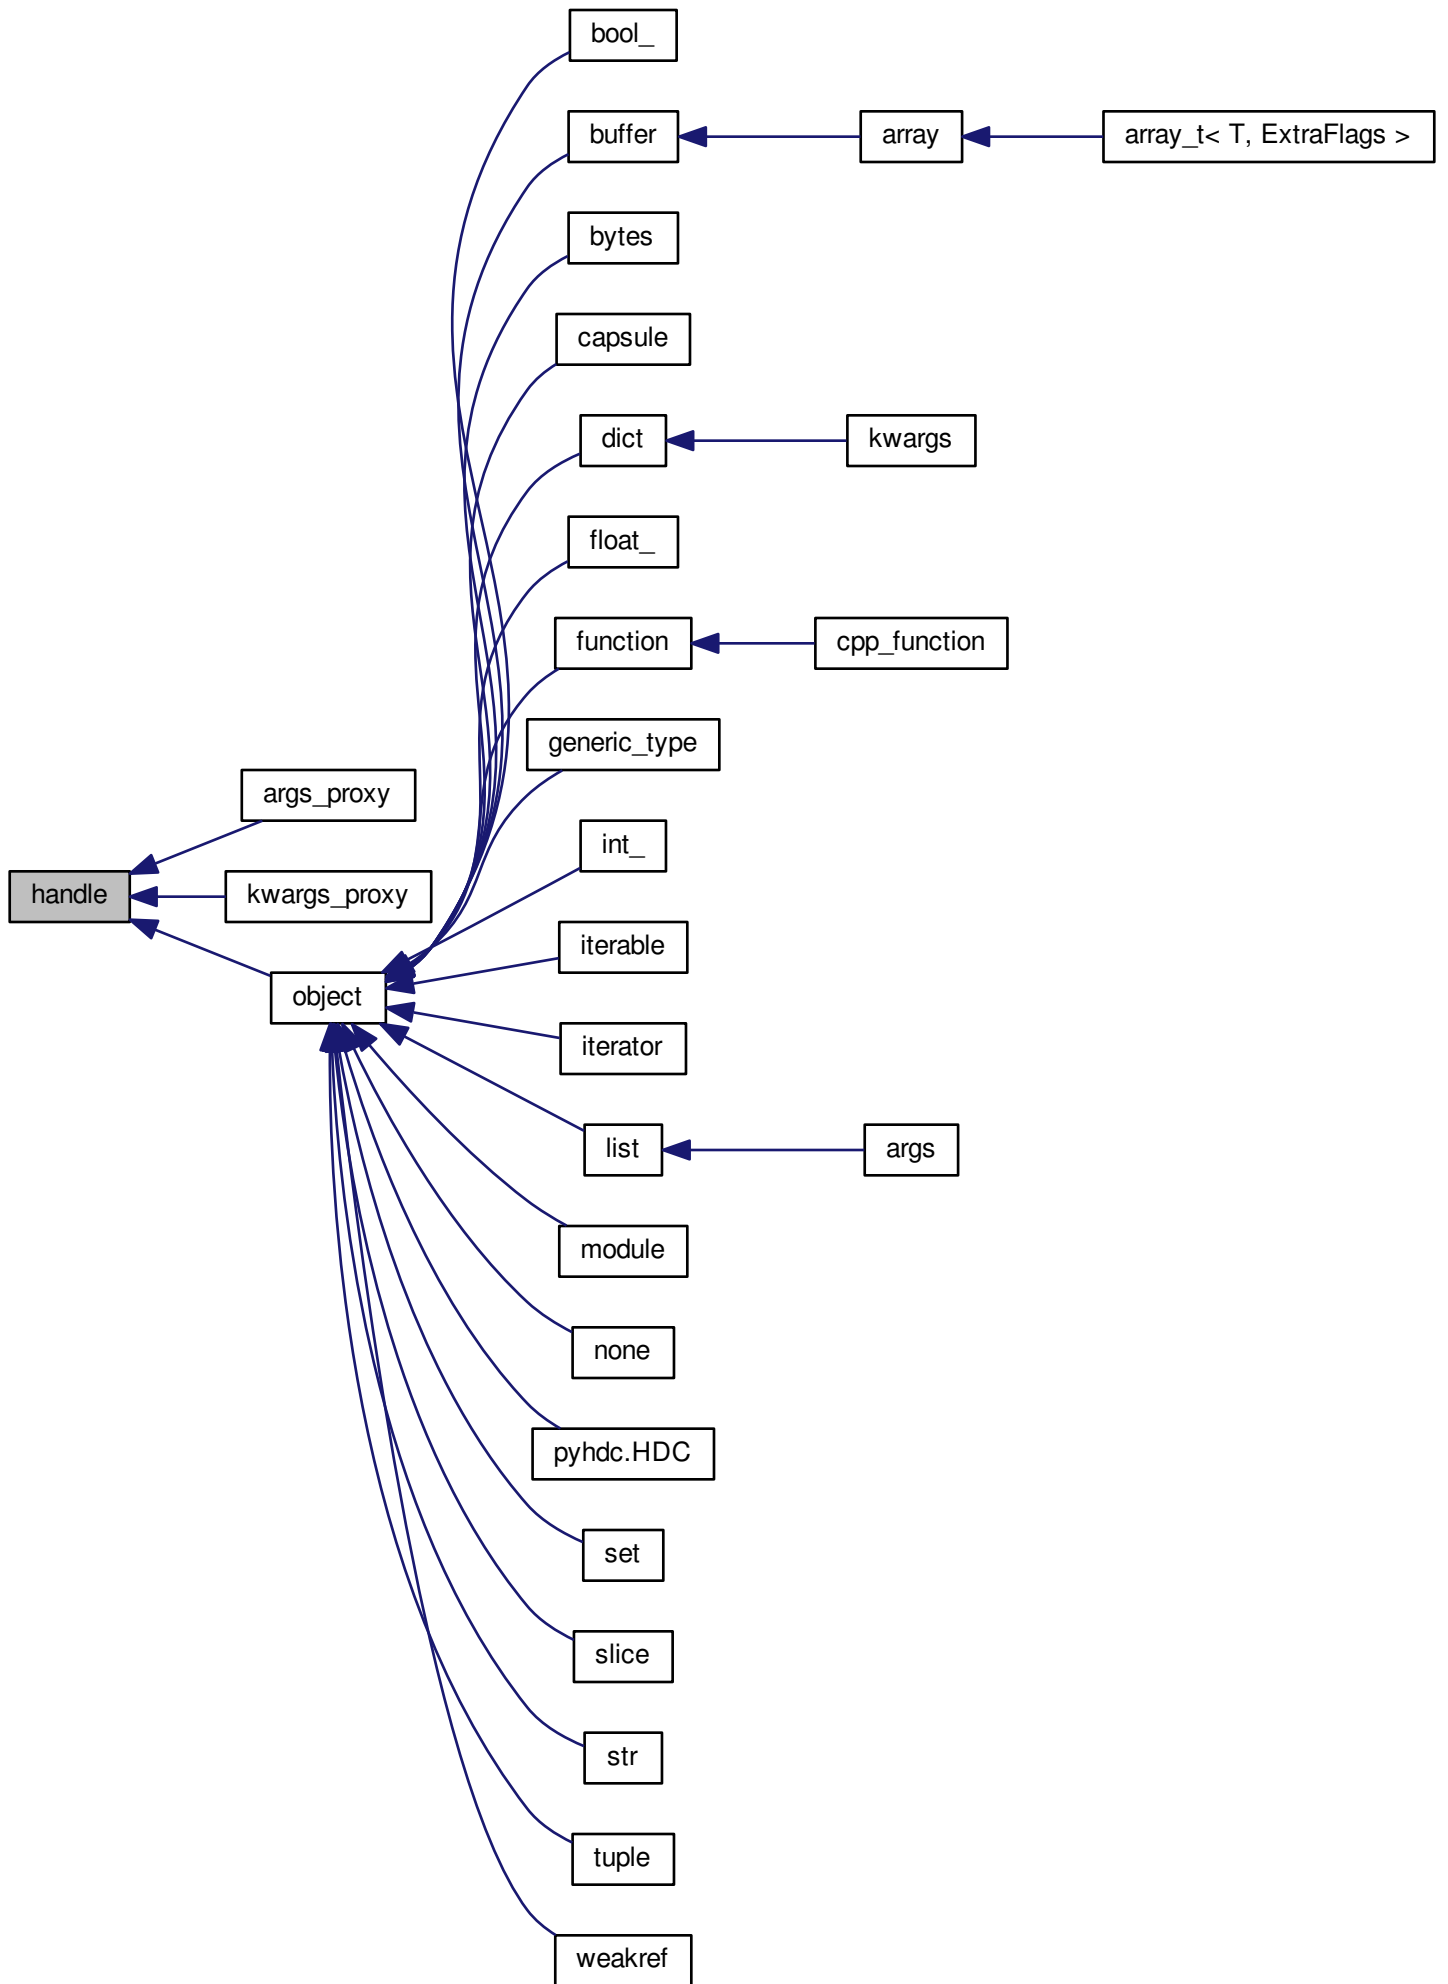 bool_
buffer
array
array_t< T, ExtraFlags >
bytes
capsule
dict
kwargs
float_
function
cpp_function
generic_type
args_proxy
int_
handle
kwargs_proxy
iterable
object
iterator
list
args
module
none
pyhdc.HDC
set
slice
str
tuple
weakref